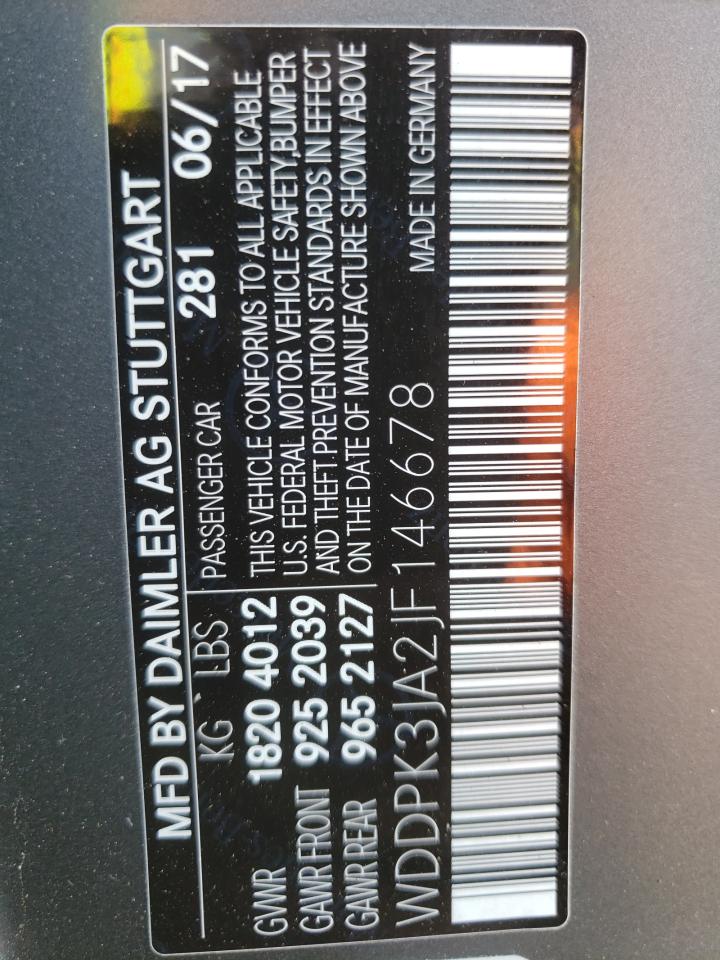 MFD BY DAIMLER AG STUTTGART
281 06/17
KG LBS PASSENGER CAR
GVWR 1820 4012
GAWR FRONT 925 2039
GAWR REAR 965 2127
THIS VEHICLE CONFORMS TO ALL APPLICABLE
U.S. FEDERAL MOTOR VEHICLE SAFETY,BUMPER
AND THEFT PREVENTION STANDARDS IN EFFECT
ON THE DATE OF MANUFACTURE SHOWN ABOVE
WDDPK3JA2JF146678 MADE IN GERMANY